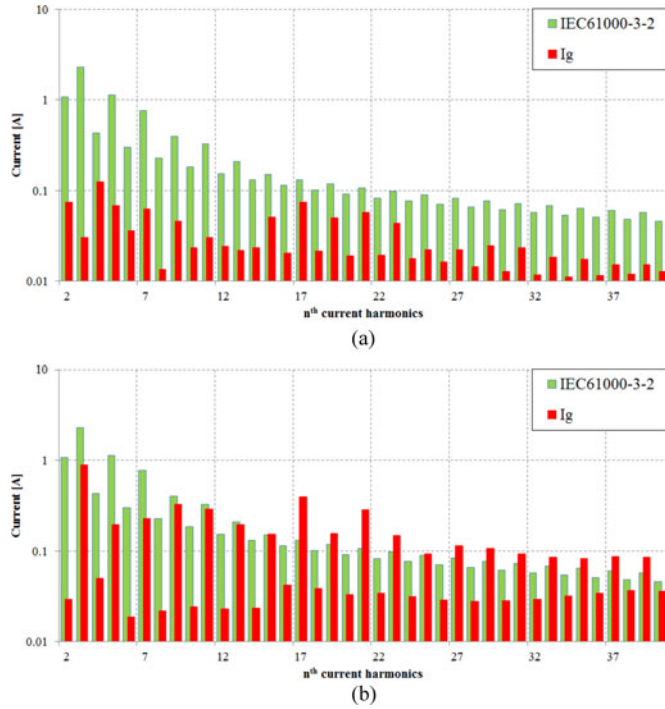 10
1
0.1
0.01
Current [A]
IEC61000-3-2
Ig
2 7 12 17 22 27 32 37
nth current harmonics
(a)
10
1
0.1
0.01
Current [A]
IEC61000-3-2
Ig
2 7 12 17 22 27 32 37
nth current harmonics
(b)